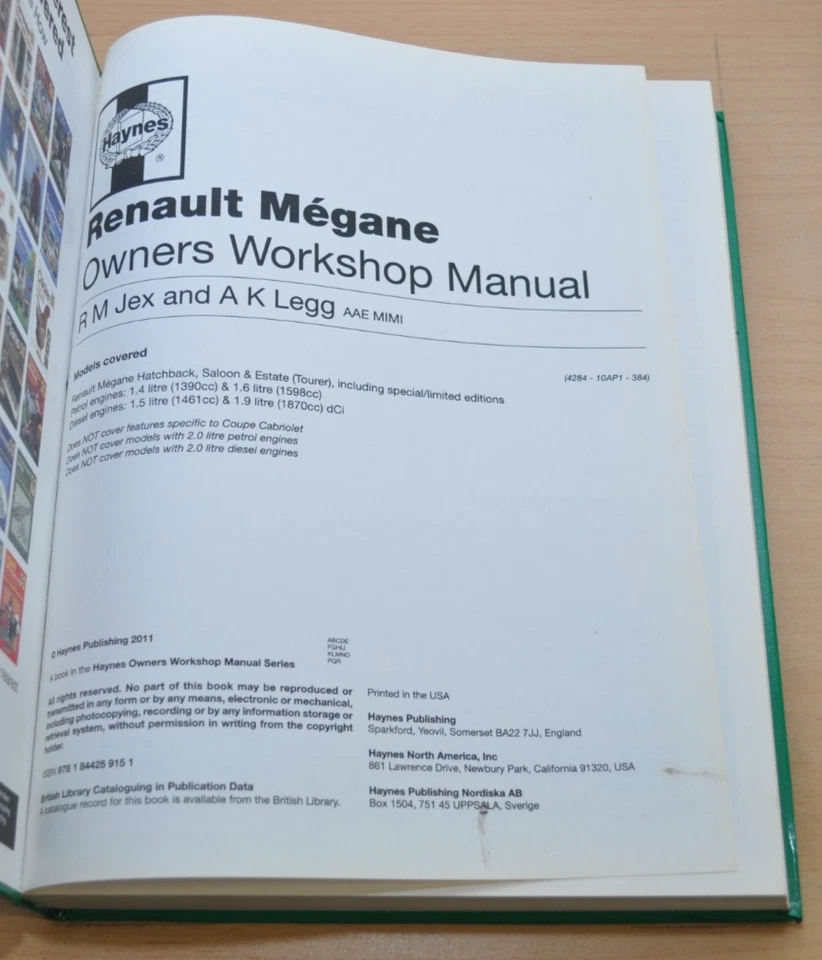 Haynes
®
Renault Mégane
Owners Workshop Manual
R M Jex and A K Legg AAE MIMI
Models covered
(4284 - 10AP1 - 384)
Renault Mégane Hatchback, Saloon & Estate (Tourer), including special/limited editions
Petrol engines: 1.4 litre (1390cc) & 1.6 litre (1598cc)
Diesel engines: 1.5 litre (1461cc) & 1.9 litre (1870cc) dCi
Does NOT cover features specific to Coupe Cabriolet
Does NOT cover models with 2.0 litre petrol engines
Does NOT cover models with 2.0 litre diesel engines
© Haynes Publishing 2011
ABCDE
FGHIJ
KLMNO
PQR
A book in the Haynes Owners Workshop Manual Series
All rights reserved. No part of this book may be reproduced or
transmitted in any form or by any means, electronic or mechanical,
including photocopying, recording or by any information storage or
retrieval system, without permission in writing from the copyright
holder.
ISBN 978 1 84425 915 1
British Library Cataloguing in Publication Data
A catalogue record for this book is available from the British Library.
Printed in the USA
Haynes Publishing
Sparkford, Yeovil, Somerset BA22 7JJ, England
Haynes North America, Inc
861 Lawrence Drive, Newbury Park, California 91320, USA
Haynes Publishing Nordiska AB
Box 1504, 751 45 UPPSALA, Sverige